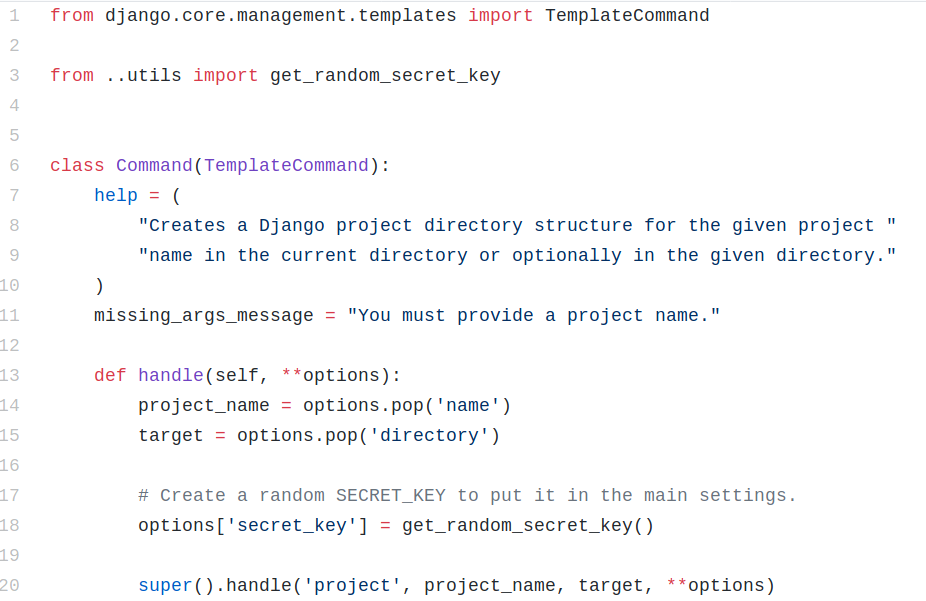 1 from django.core.management.templates import TemplateCommand
2
3 from ..utils import get_random_secret_key
4
5
6 class Command(TemplateCommand):
7     help = (
8         "Creates a Django project directory structure for the given project "
9         "name in the current directory or optionally in the given directory."
10     )
11     missing_args_message = "You must provide a project name."
12
13     def handle(self, **options):
14         project_name = options.pop('name')
15         target = options.pop('directory')
16
17         # Create a random SECRET_KEY to put it in the main settings.
18         options['secret_key'] = get_random_secret_key()
19
20         super().handle('project', project_name, target, **options)